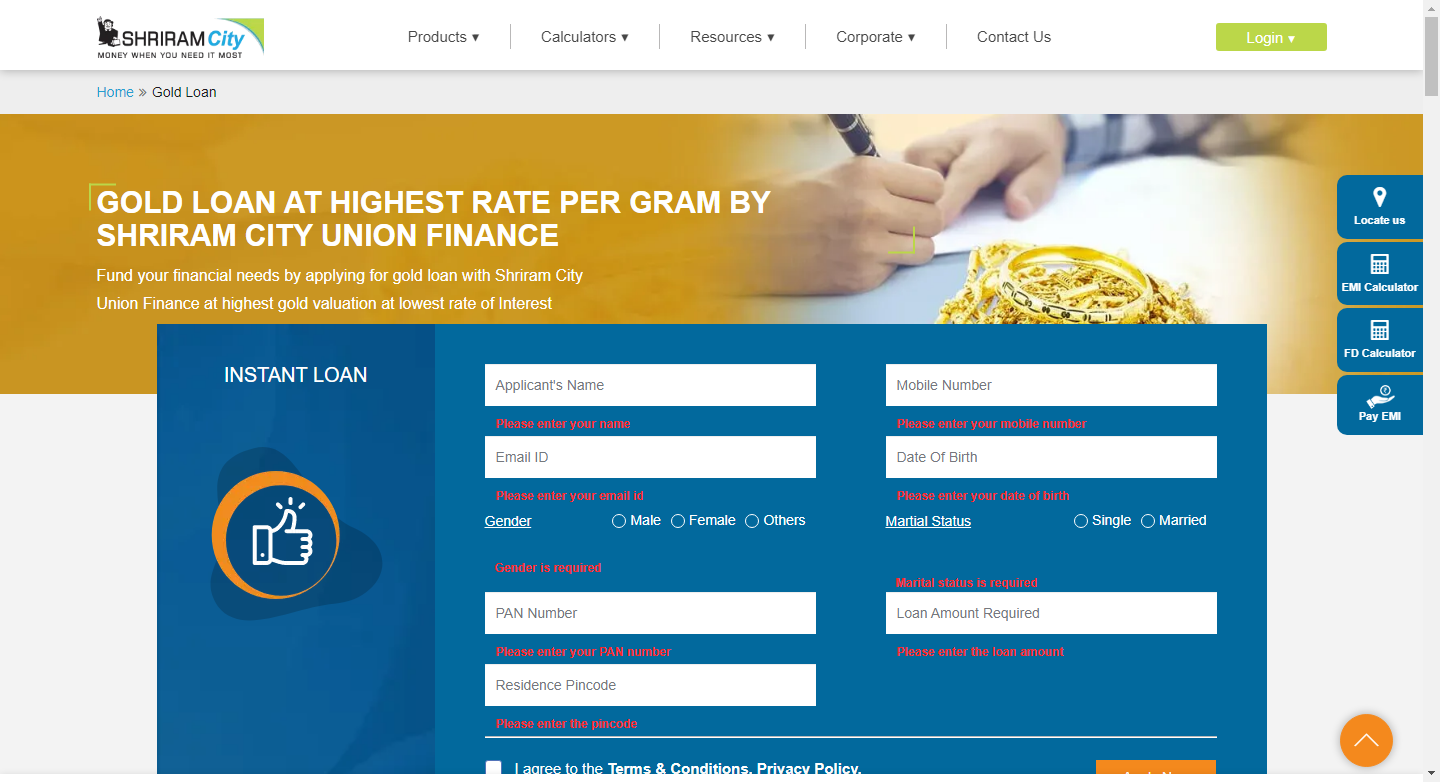 SHRIRAM City
MONEY WHEN YOU NEED IT MOST
Products ▾
Calculators ▾
Resources ▾
Corporate ▾
Contact Us
Login ▾
Home » Gold Loan
GOLD LOAN AT HIGHEST RATE PER GRAM BY
SHRIRAM CITY UNION FINANCE
Fund your financial needs by applying for gold loan with Shriram City
Union Finance at highest gold valuation at lowest rate of Interest
Locate us
EMI Calculator
FD Calculator
Pay EMI
INSTANT LOAN
Applicant's Name
Mobile Number
Please enter your name
Please enter your mobile number
Email ID
Date Of Birth
Please enter your email id
Please enter your date of birth
Gender
Male
Female
Others
Martial Status
Single
Married
Gender is required
Marital status is required
PAN Number
Loan Amount Required
Please enter your PAN number
Please enter the loan amount
Residence Pincode
Please enter the pincode
I agree to the Terms & Conditions, Privacy Policy.